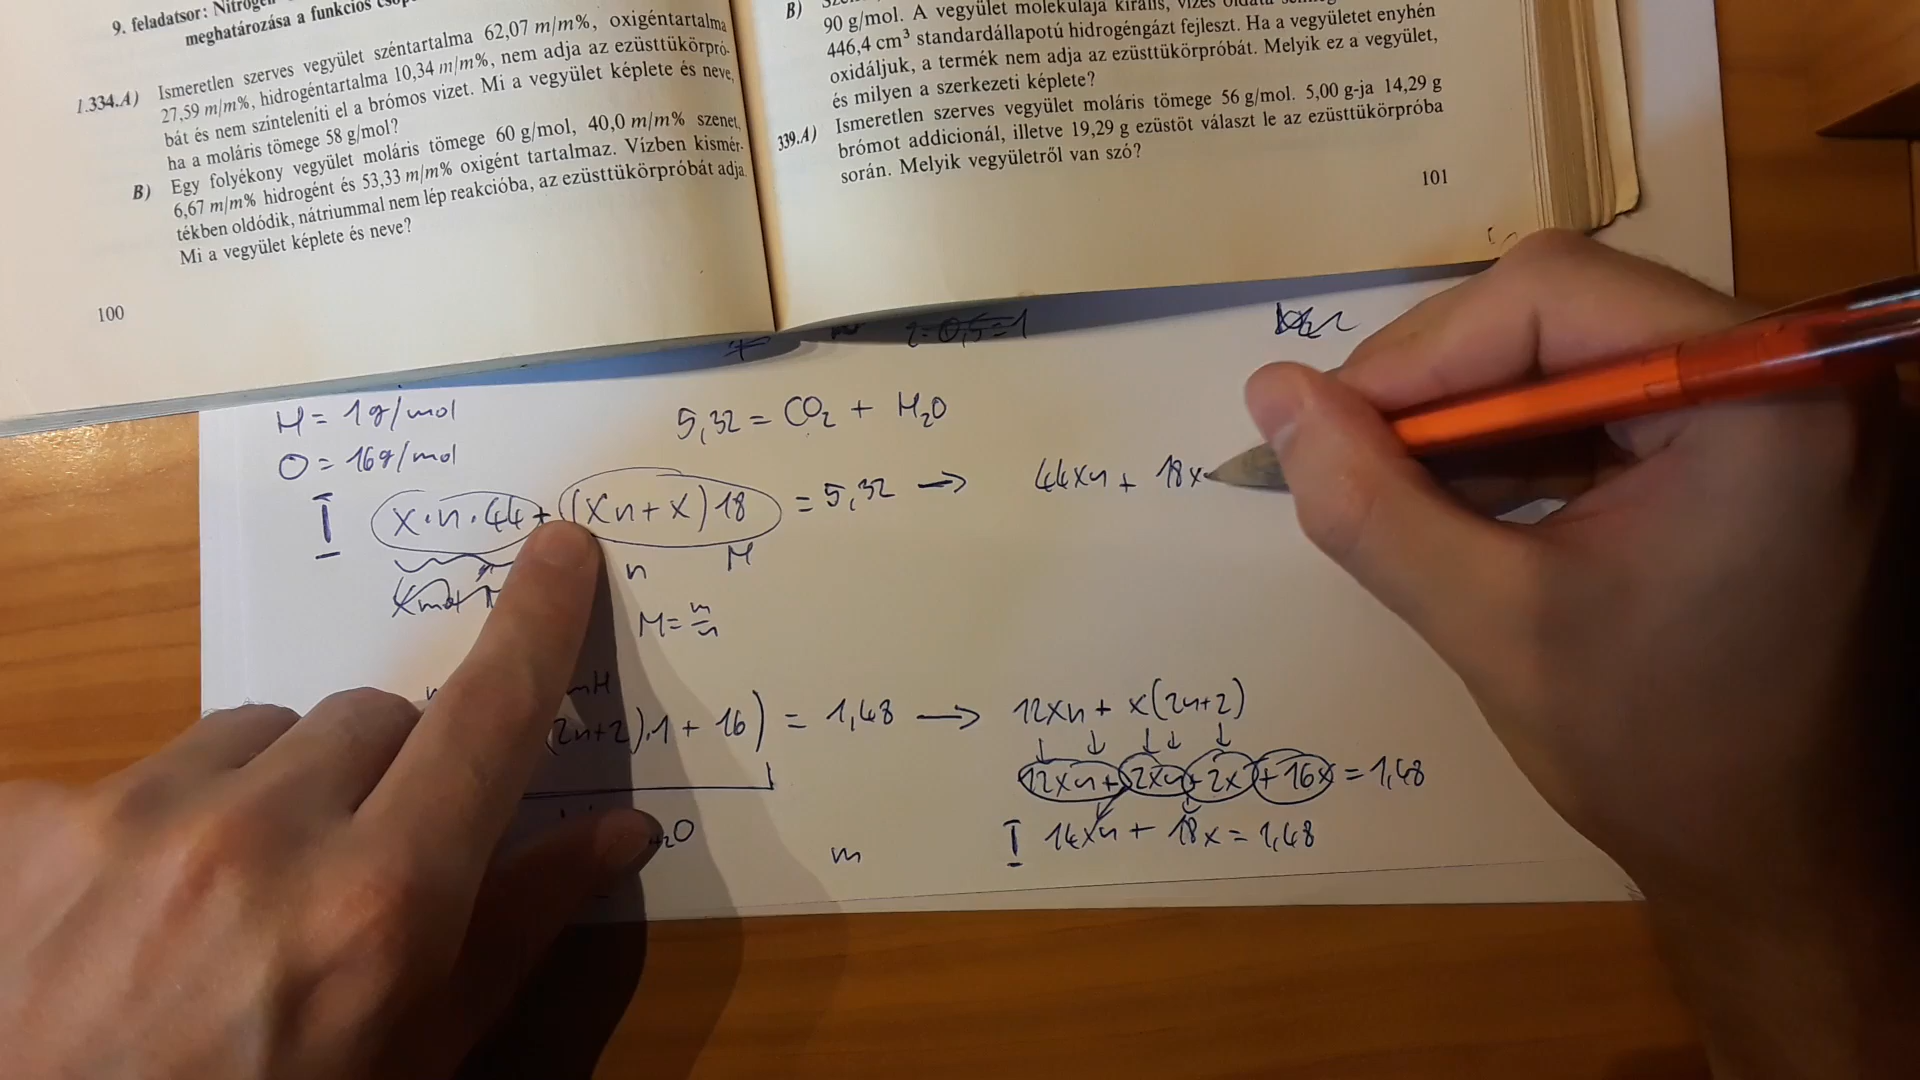 9. feladatsor: Nitrogén
meghatározása a funkciós
1.334.A) Ismeretlen szerves vegyület széntartalma 62,07 m/m%, oxigéntartalma
27,59 m/m%, hidrogéntartalma 10,34 m/m%, nem adja az ezüsttükörpró-
bát és nem színteleníti el a brómos vizet. Mi a vegyület képlete és neve,
ha a moláris tömege 58 g/mol?
B) Egy folyékony vegyület moláris tömege 60 g/mol, 40,0 m/m% szenet,
6,67 m/m% hidrogént és 53,33 m/m% oxigént tartalmaz. Vízben kismér-
tékben oldódik, nátriummal nem lép reakcióba, az ezüsttükörpróbát adja.
Mi a vegyület képlete és neve?
100
B)
90 g/mol. A vegyület molekulája királis, vizes
446,4 cm³ standardállapotú hidrogéngázt fejleszt. Ha a vegyületet enyhén
oxidáljuk, a termék nem adja az ezüsttükörpróbát. Melyik ez a vegyület,
és milyen a szerkezeti képlete?
339.A) Ismeretlen szerves vegyület moláris tömege 56 g/mol. 5,00 g-ja 14,29 g
brómot addicionál, illetve 19,29 g ezüstöt választ le az ezüsttükörpróba
során. Melyik vegyületről van szó?
101
H = 1g/mol
O = 16g/mol
5,32 = CO₂ + H₂O
I x·n·44 + (xn + x) 18 = 5,32 → 44xn + 18x
n M
M = m/n
2n+2)·1 + 16) = 1,48 → 12xn + x(2n+2)
12xn + 2xn + 2x + 16x = 1,48
m
I 14xn + 18x = 1,48